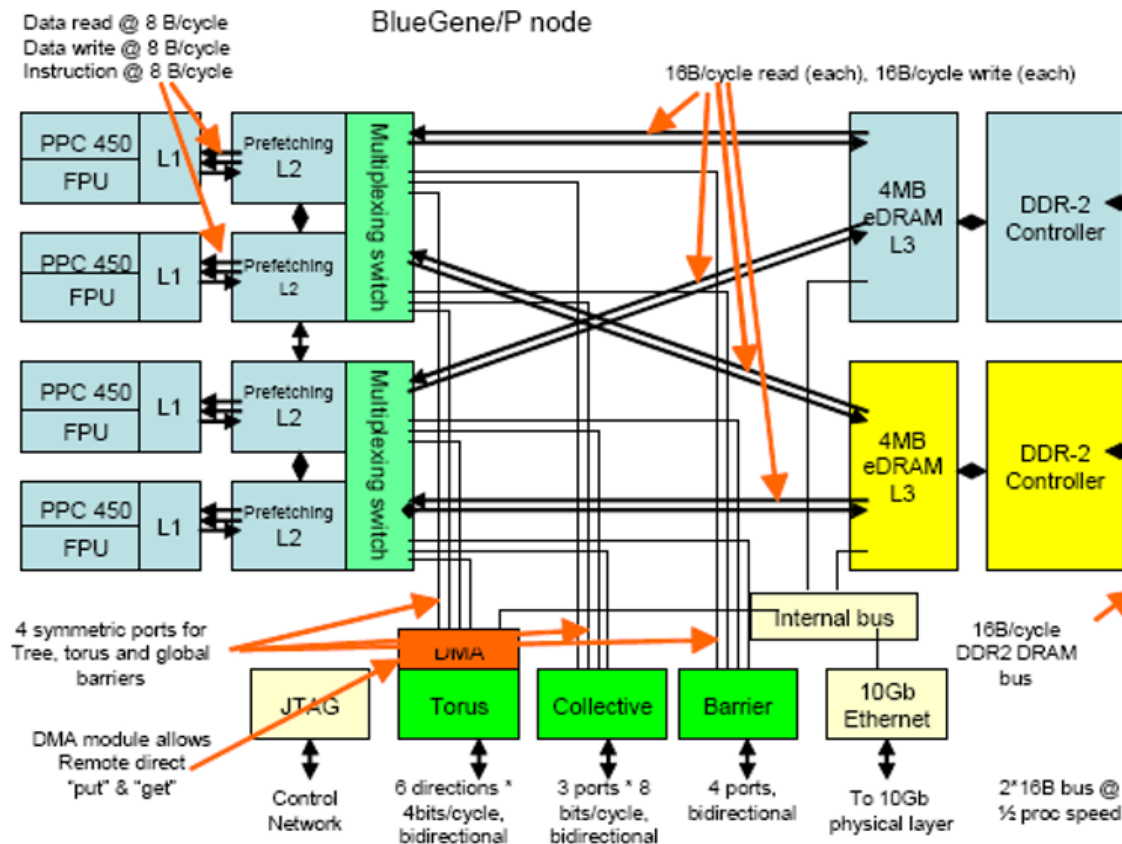 BlueGene/P node
Data read @ 8 B/cycle
Data write @ 8 B/cycle
Instruction @ 8 B/cycle
16B/cycle read (each), 16B/cycle write (each)
PPC 450
FPU
L1
Prefetching
L2
Multiplexing switch
4MB
eDRAM
L3
DDR-2
Controller
PPC 450
FPU
L1
Prefetching
L2
PPC 450
FPU
L1
Prefetching
L2
Multiplexing switch
4MB
eDRAM
L3
DDR-2
Controller
PPC 450
FPU
L1
Prefetching
L2
4 symmetric ports for
Tree, torus and global
barriers
Internal bus
16B/cycle
DDR2 DRAM
bus
DMA
JTAG
Torus
Collective
Barrier
10Gb
Ethernet
DMA module allows
Remote direct
"put" & "get"
Control
Network
6 directions *
4bits/cycle,
bidirectional
3 ports * 8
bits/cycle,
bidirectional
4 ports,
bidirectional
To 10Gb
physical layer
2*16B bus @
½ proc speed